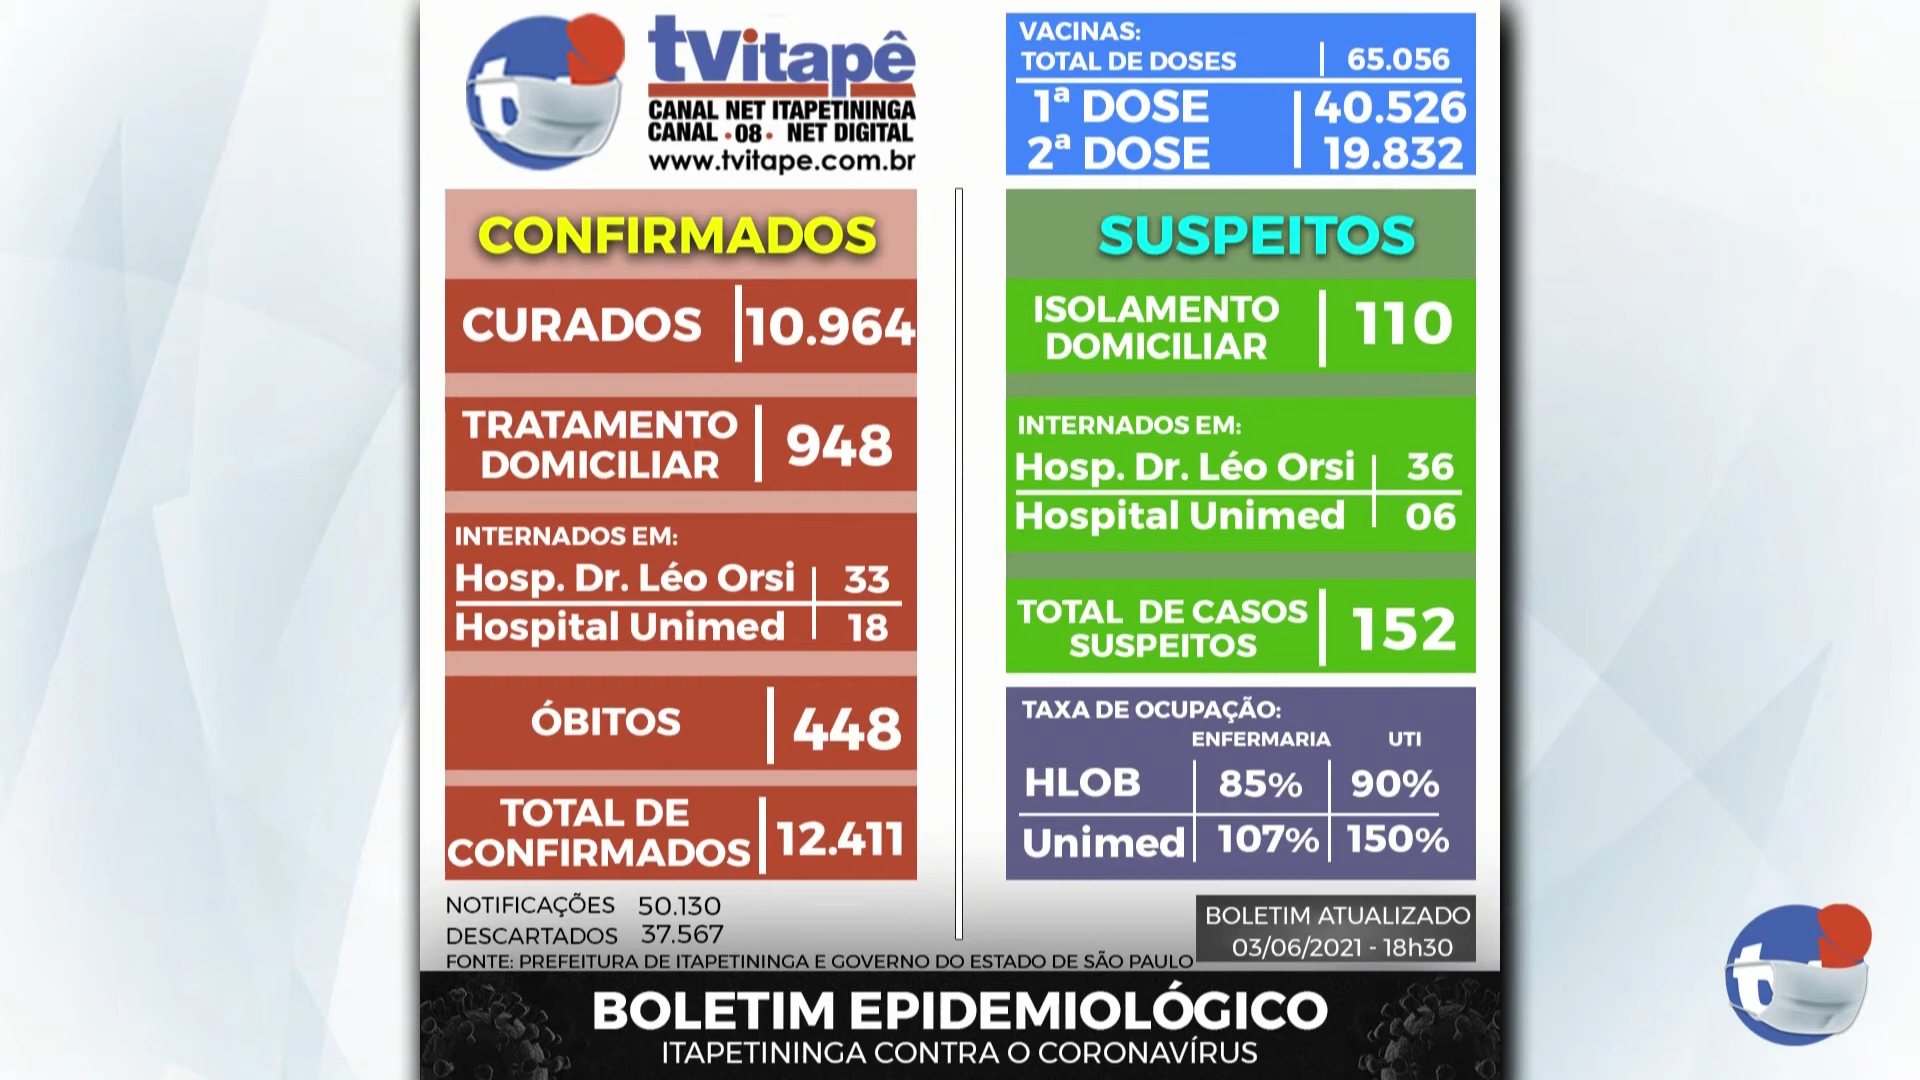 tvitapê
CANAL NET ITAPETININGA
CANAL •08• NET DIGITAL
www.tvitape.com.br
VACINAS:
TOTAL DE DOSES 65.056
1ª DOSE 40.526
2ª DOSE 19.832
CONFIRMADOS
CURADOS 10.964
TRATAMENTO
DOMICILIAR 948
INTERNADOS EM:
Hosp. Dr. Léo Orsi 33
Hospital Unimed 18
ÓBITOS 448
TOTAL DE
CONFIRMADOS 12.411
NOTIFICAÇÕES 50.130
DESCARTADOS 37.567
FONTE: PREFEITURA DE ITAPETININGA E GOVERNO DO ESTADO DE SÃO PAULO
SUSPEITOS
ISOLAMENTO
DOMICILIAR 110
INTERNADOS EM:
Hosp. Dr. Léo Orsi 36
Hospital Unimed 06
TOTAL DE CASOS
SUSPEITOS 152
TAXA DE OCUPAÇÃO:
ENFERMARIA UTI
HLOB 85% 90%
Unimed 107% 150%
BOLETIM ATUALIZADO
03/06/2021 - 18h30
BOLETIM EPIDEMIOLÓGICO
ITAPETININGA CONTRA O CORONAVÍRUS